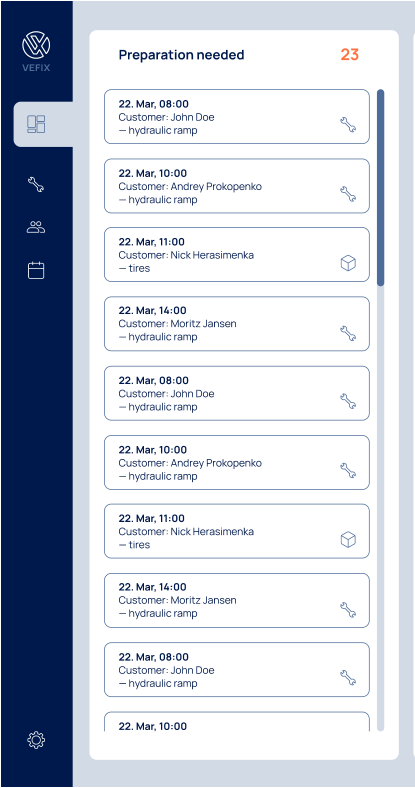 VEFIX
Preparation needed 23
22. Mar, 08:00
Customer: John Doe
— hydraulic ramp
22. Mar, 10:00
Customer: Andrey Prokopenko
— hydraulic ramp
22. Mar, 11:00
Customer: Nick Herasimenka
— tires
22. Mar, 14:00
Customer: Moritz Jansen
— hydraulic ramp
22. Mar, 08:00
Customer: John Doe
— hydraulic ramp
22. Mar, 10:00
Customer: Andrey Prokopenko
— hydraulic ramp
22. Mar, 11:00
Customer: Nick Herasimenka
— tires
22. Mar, 14:00
Customer: Moritz Jansen
— hydraulic ramp
22. Mar, 08:00
Customer: John Doe
— hydraulic ramp
22. Mar, 10:00